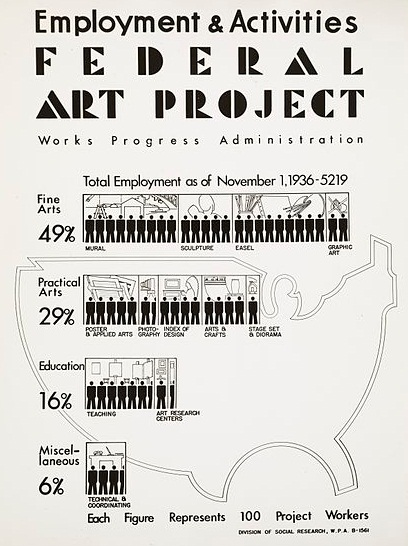 Employment & Activities
FEDERAL
ART PROJECT
Works Progress Administration
Total Employment as of November 1,1936-5219
Fine
Arts
49%
MURAL
SCULPTURE
EASEL
GRAPHIC
ART
Practical
Arts
29%
POSTER
& APPLIED ARTS
PHOTO-
GRAPHY
INDEX OF
DESIGN
ARTS &
CRAFTS
STAGE SET
& DIORAMA
Education
16%
TEACHING
ART RESEARCH
CENTERS
Miscel-
laneous
6%
TECHNICAL &
COORDINATING
Each Figure Represents 100 Project Workers
DIVISION OF SOCIAL RESEARCH, W.P.A. B-1561